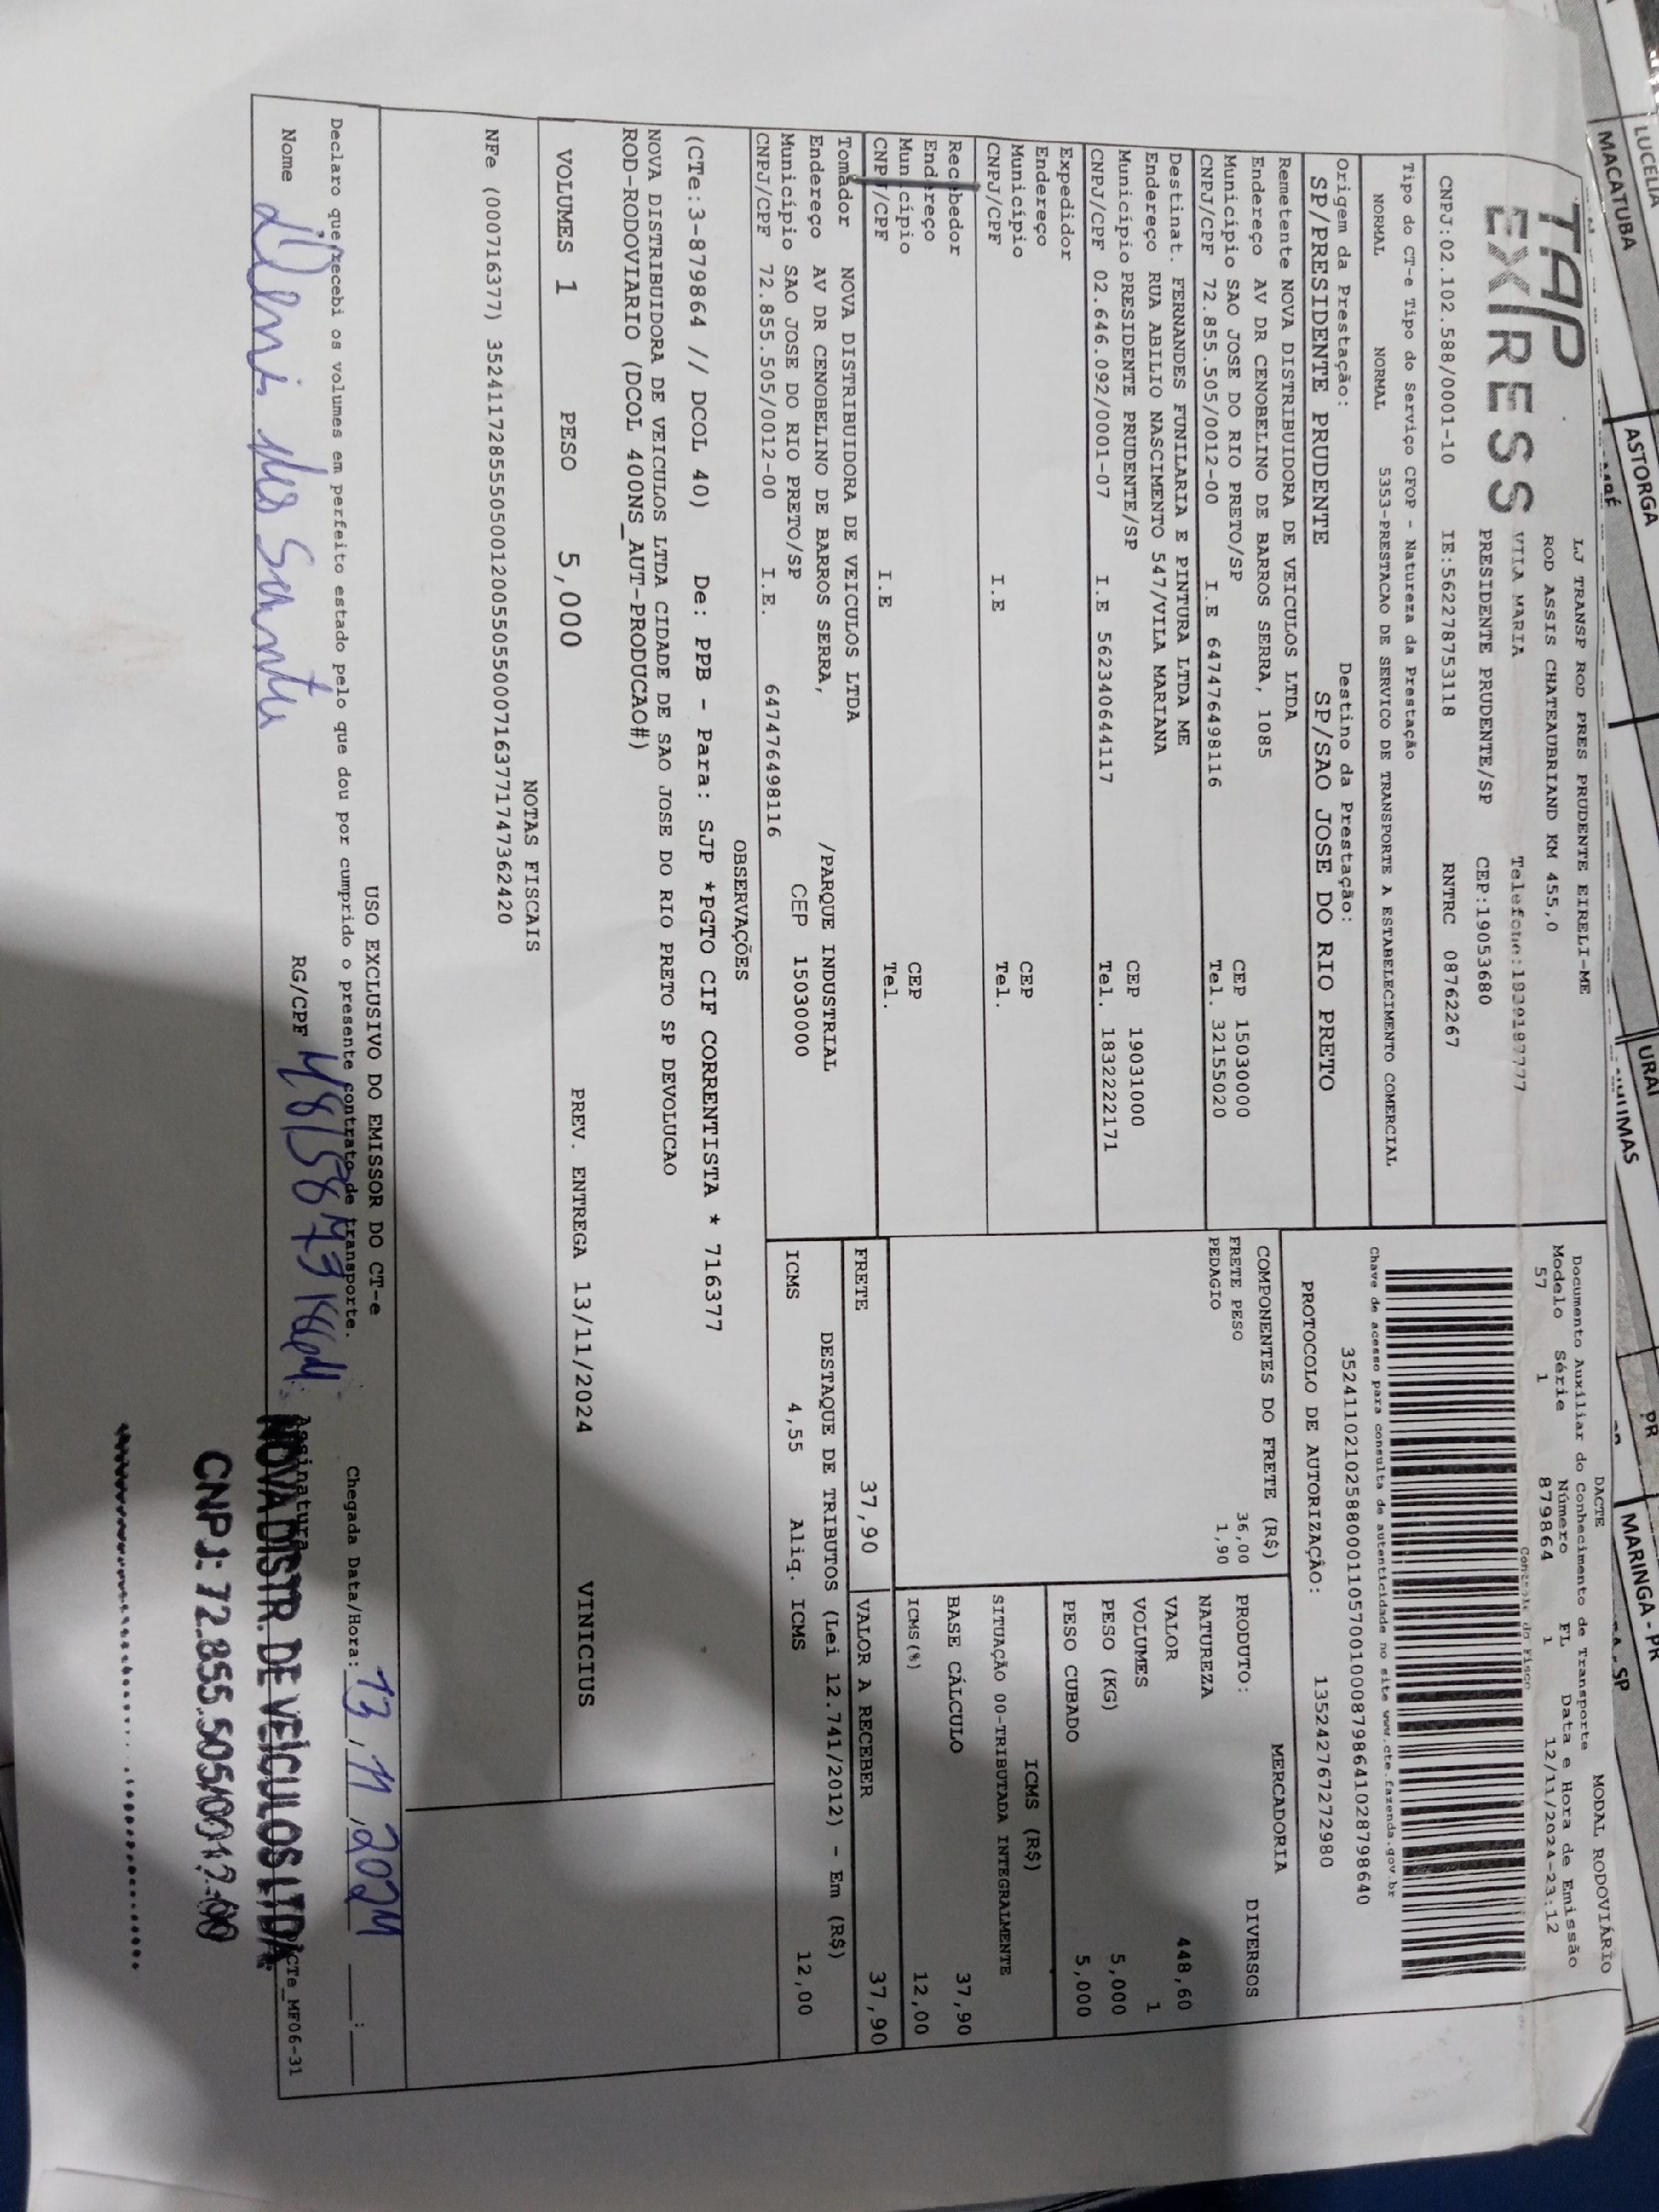 LUCELIA
MACATUBA
ASTORGA
URAI
PR
MARINGA - PR
SP
TAP
EXPRESS
LJ TRANSP ROD PRES PRUDENTE EIRELI-ME
ROD ASSIS CHATEAUBRIAND KM 455,0
VILA MARIA Telefone:1839187777
PRESIDENTE PRUDENTE/SP CEP:19053680
CNPJ:02.102.588/0001-10 IE:562278753118 RNTRC 08762267
Tipo do CT-e Tipo do Serviço CFOP - Natureza da Prestação
NORMAL NORMAL 5353-PRESTACAO DE SERVICO DE TRANSPORTE A ESTABELECIMENTO COMERCIAL
Origem da Prestação: Destino da Prestação:
SP/PRESIDENTE PRUDENTE SP/SAO JOSE DO RIO PRETO
DACTE MODAL RODOVIÁRIO
Documento Auxiliar do Conhecimento de Transporte
Modelo Série Número FL Data e Hora de Emissão
57 1 879864 1 12/11/2024-23:12
Controle do Fisco
Chave de acesso para consulta de autenticidade no site www.cte.fazenda.gov.br
35241102102588000110570010008798641028798640
PROTOCOLO DE AUTORIZAÇÃO: 135242767272980
Remetente NOVA DISTRIBUIDORA DE VEICULOS LTDA
Endereço AV DR CENOBELINO DE BARROS SERRA, 1085
Município SAO JOSE DO RIO PRETO/SP CEP 15030000
CNPJ/CPF 72.855.505/0012-00 I.E 647476498116 Tel. 32155020
Destinat. FERNANDES FUNILARIA E PINTURA LTDA ME
Endereço RUA ABILIO NASCIMENTO 547/VILA MARIANA
Município PRESIDENTE PRUDENTE/SP CEP 19031000
CNPJ/CPF 02.646.092/0001-07 I.E 562340644117 Tel. 1832222171
Expedidor
Endereço
Município CEP
CNPJ/CPF I.E Tel.
Recebedor
Endereço
Município CEP
CNPJ/CPF I.E Tel.
Tomador NOVA DISTRIBUIDORA DE VEICULOS LTDA
Endereço AV DR CENOBELINO DE BARROS SERRA, /PARQUE INDUSTRIAL
Município SAO JOSE DO RIO PRETO/SP CEP 15030000
CNPJ/CPF 72.855.505/0012-00 I.E. 647476498116
COMPONENTES DO FRETE (R$)
FRETE PESO 36,00
PEDAGIO 1,90
MERCADORIA
PRODUTO: DIVERSOS
NATUREZA
VALOR 448,60
VOLUMES 1
PESO (KG) 5,000
PESO CUBADO 5,000
ICMS (R$)
SITUAÇÃO 00-TRIBUTADA INTEGRALMENTE
BASE CÁLCULO 37,90
ICMS(%) 12,00
FRETE 37,90 VALOR A RECEBER 37,90
DESTAQUE DE TRIBUTOS (Lei 12.741/2012) - Em (R$)
ICMS 4,55 Aliq. ICMS 12,00
OBSERVAÇÕES
(CTe:3-879864 // DCOL 40) De: PPB - Para: SJP *PGTO CIF CORRENTISTA * 716377
NOVA DISTRIBUIDORA DE VEICULOS LTDA CIDADE DE SAO JOSE DO RIO PRETO SP DEVOLUCAO
ROD-RODOVIARIO (DCOL 400NS_AUT-PRODUCAO#)
VOLUMES 1 PESO 5,000 PREV. ENTREGA 13/11/2024 VINICIUS
NOTAS FISCAIS
NFe (000716377) 35241172855505001200550550007163771747362420
USO EXCLUSIVO DO EMISSOR DO CT-e
Declaro que recebi os volumes em perfeito estado pelo que dou por cumprido o presente contrato de transporte.
Chegada Data/Hora: 13/11/2024 __:__
Nome RG/CPF Assinatura CTe_MF06-31
NOVA DISTR. DE VEÍCULOS LTDA
CNPJ: 72.855.505/0012-00